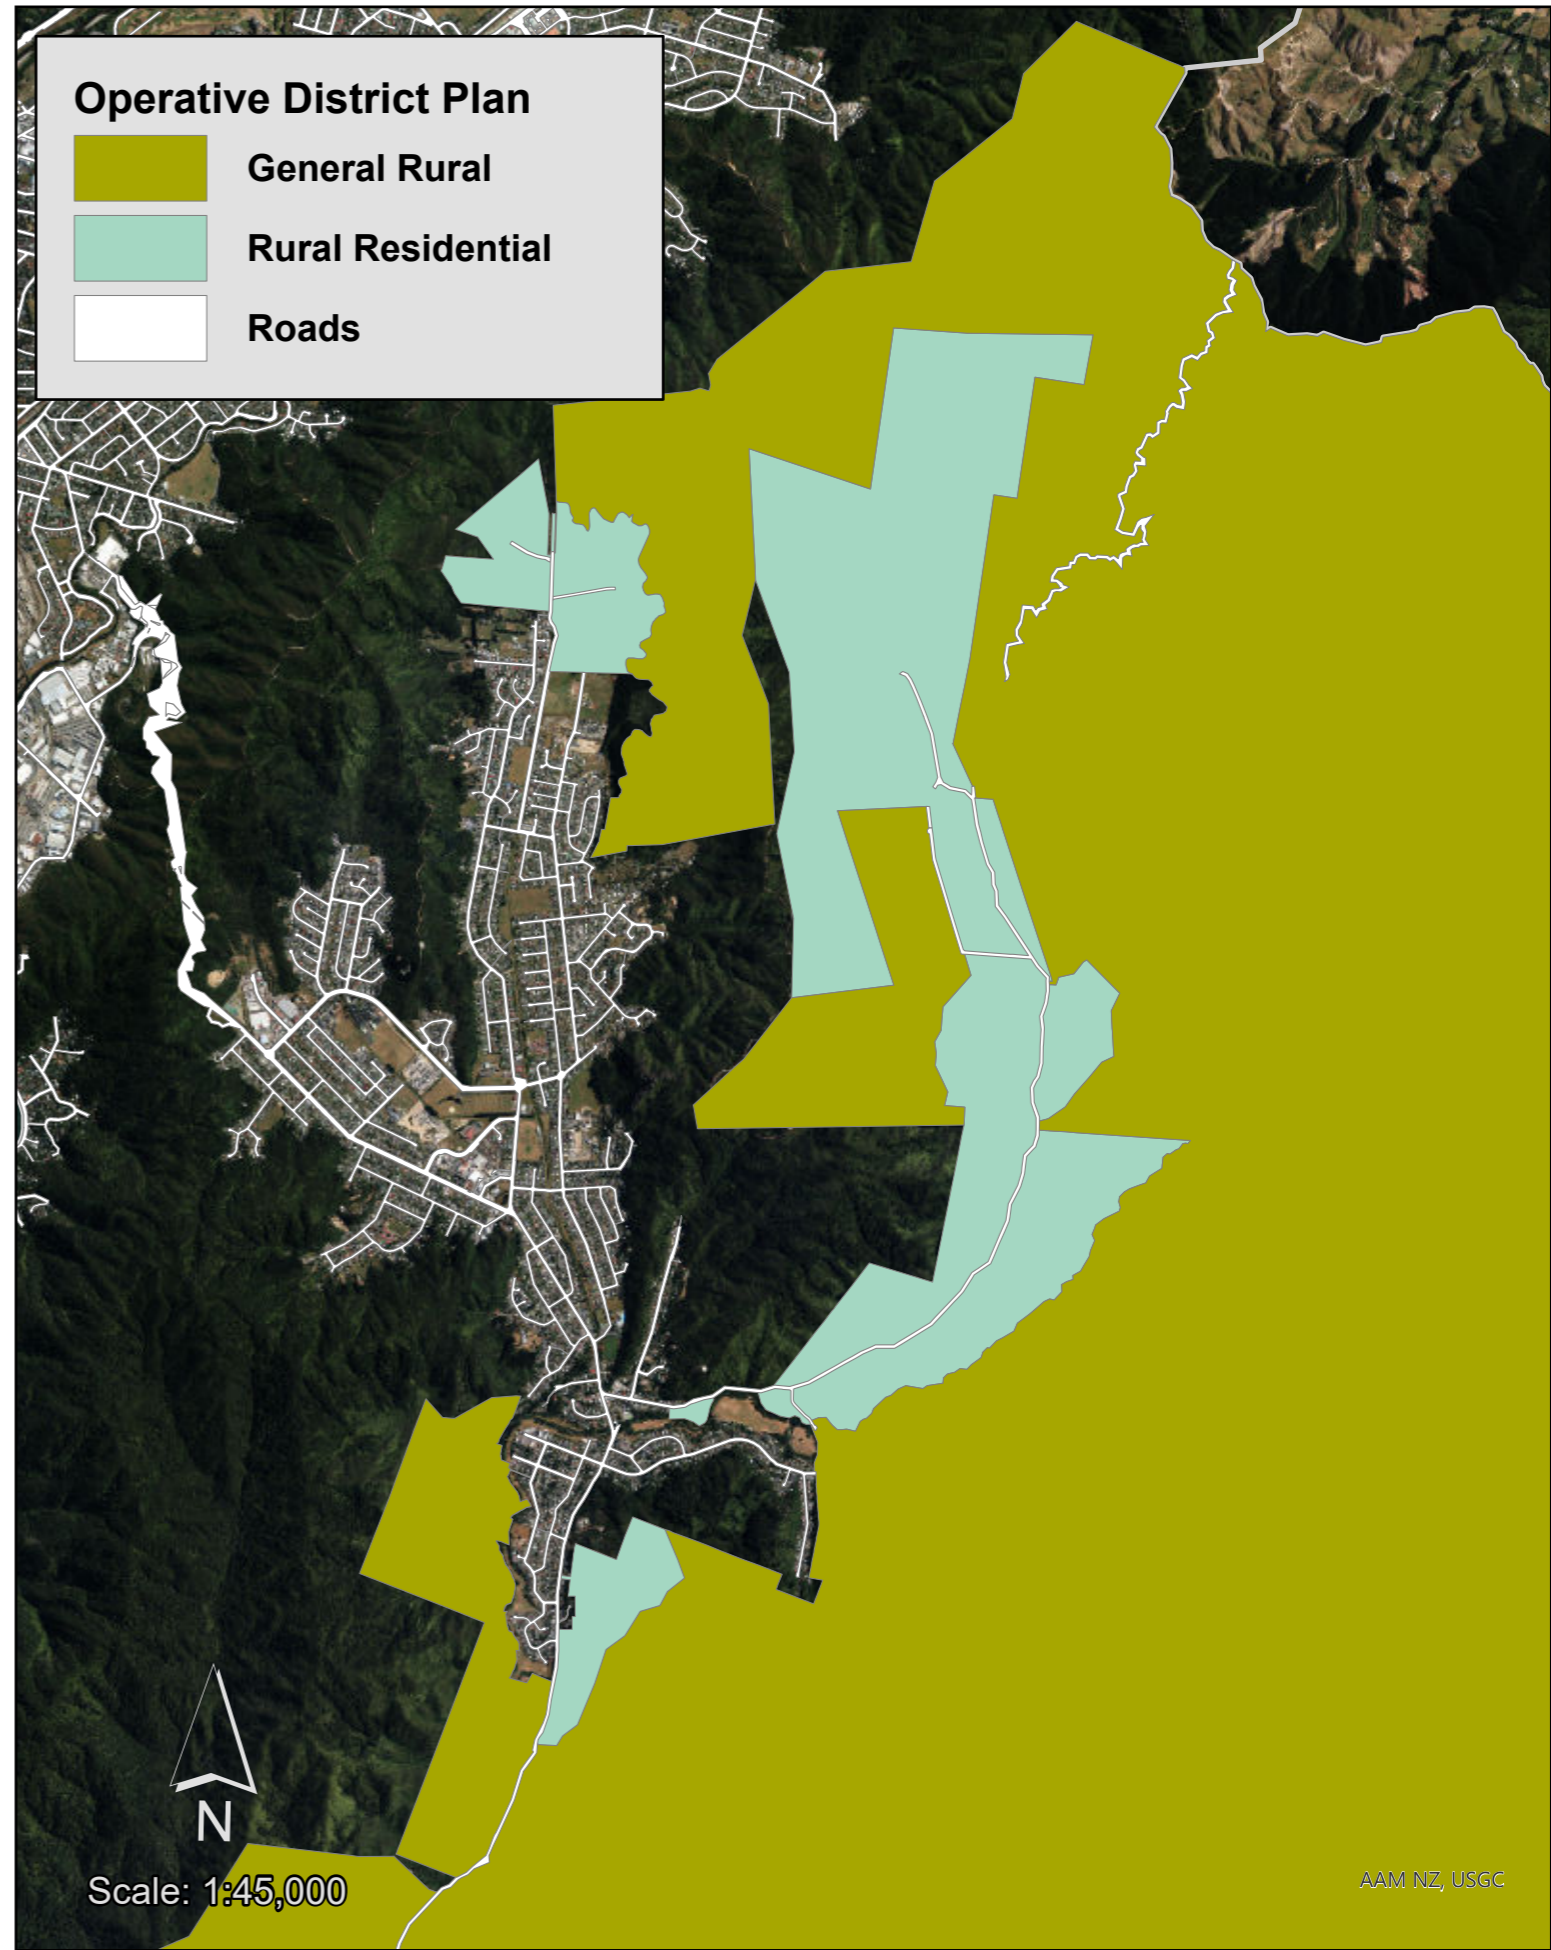 Operative District Plan
General Rural
Rural Residential
Roads
N
Scale: 1:45,000
AAM NZ, USGC